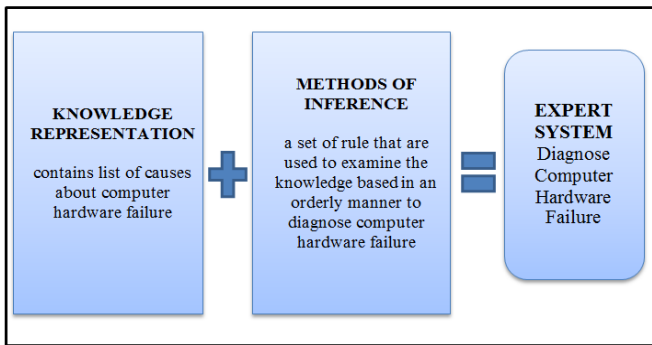 KNOWLEDGE
REPRESENTATION
contains list of causes
about computer
hardware failure
METHODS OF
INFERENCE
a set of rule that are
used to examine the
knowledge based in an
orderly manner to
diagnose computer
hardware failure
EXPERT
SYSTEM
Diagnose
Computer
Hardware
Failure